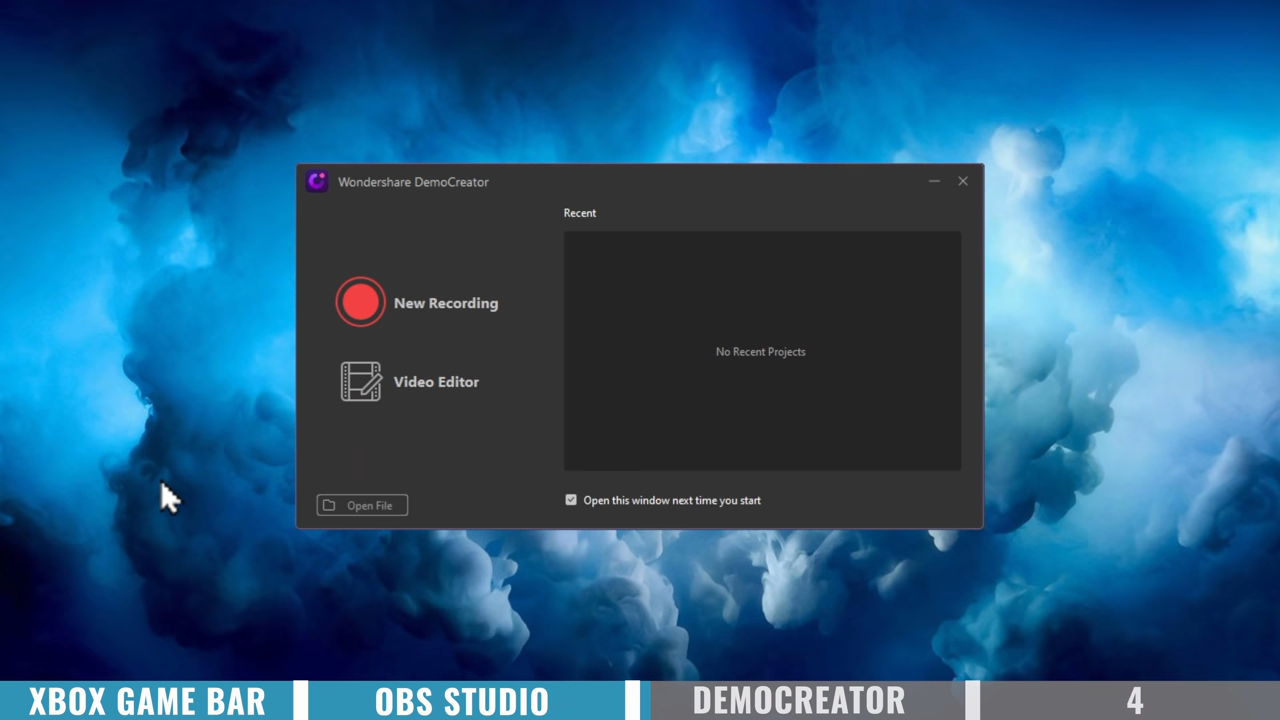 Wondershare DemoCreator
Recent
New Recording
No Recent Projects
Video Editor
Open File
Open this window next time you start
XBOX GAME BAR
OBS STUDIO
DEMOCREATOR
4